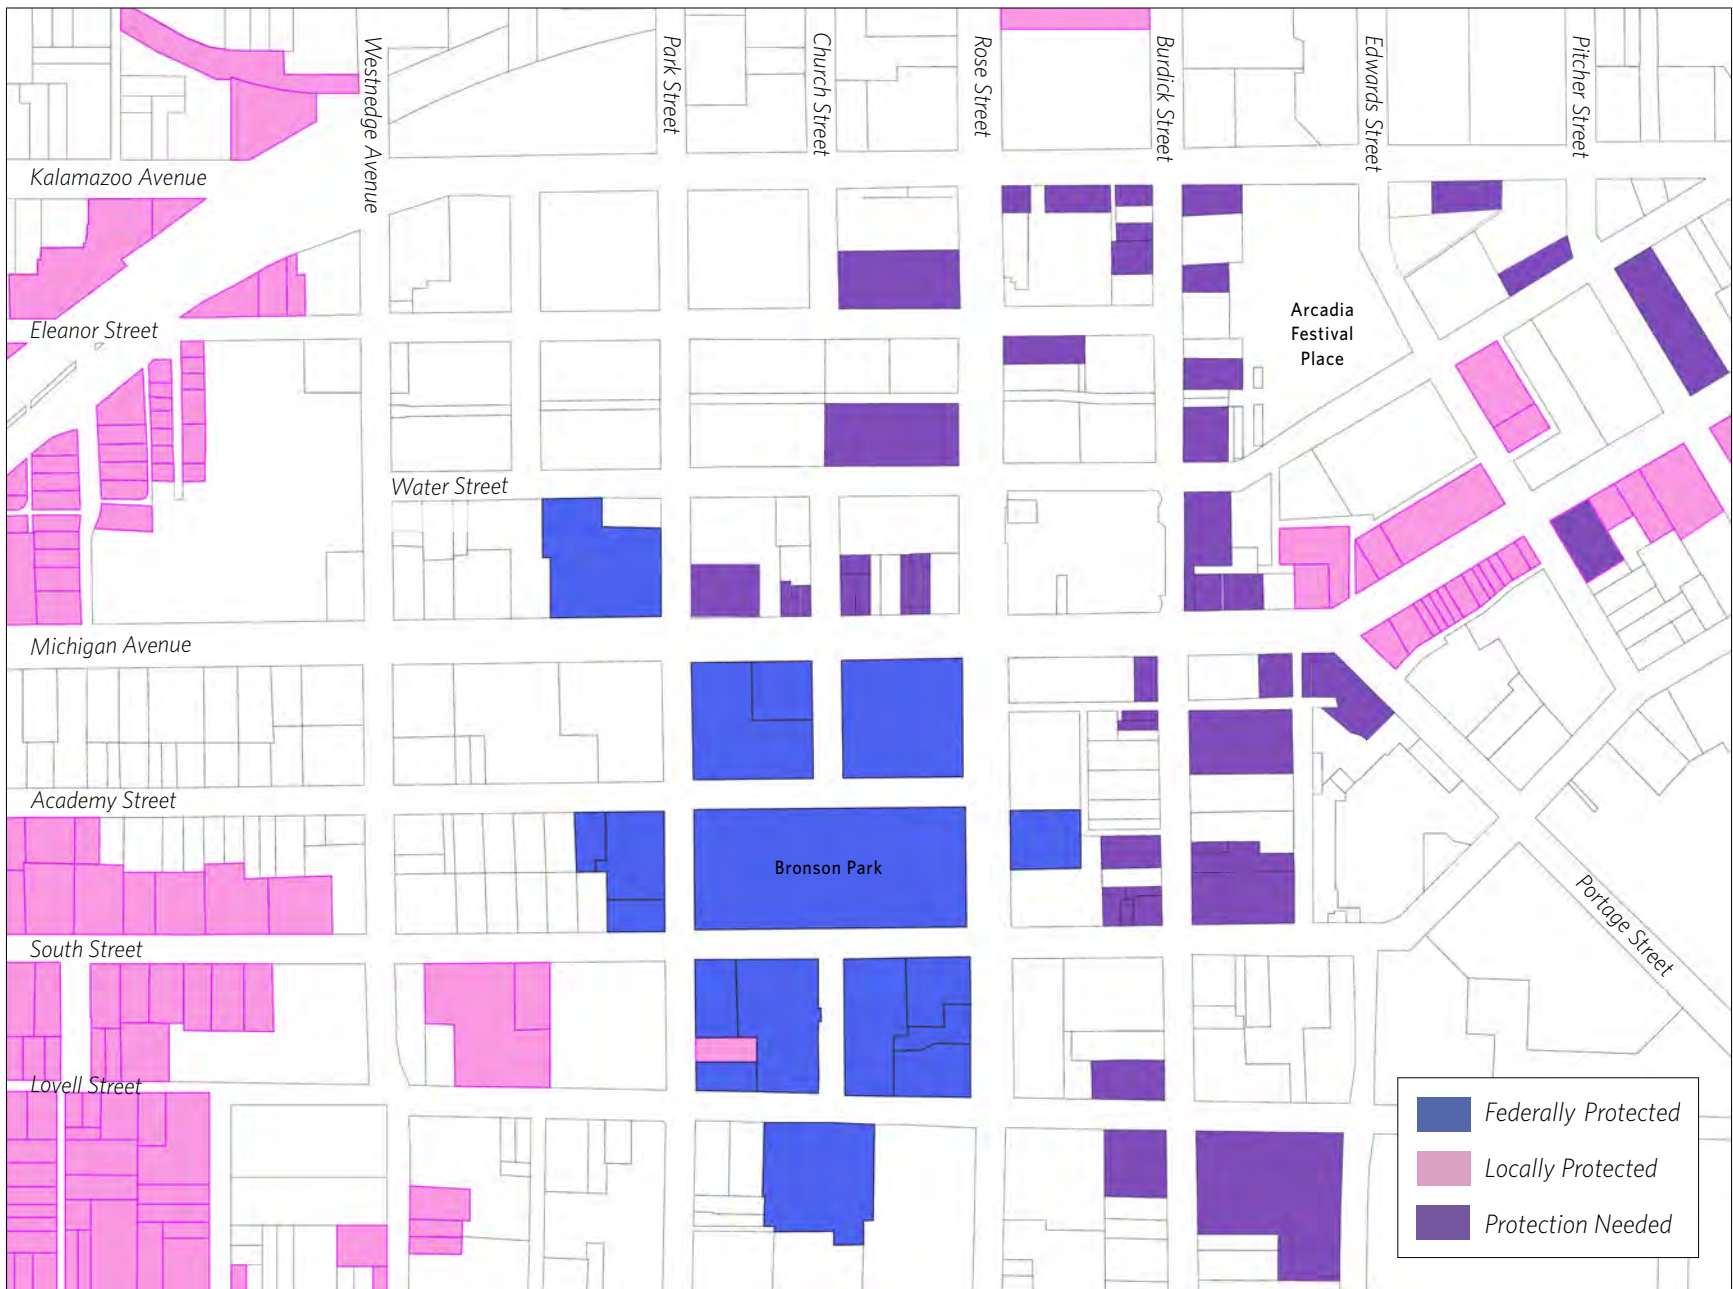 Westnedge Avenue
Park Street
Church Street
Rose Street
Burdick Street
Edwards Street
Pitcher Street
Kalamazoo Avenue
Eleanor Street
Arcadia
Festival
Place
Water Street
Michigan Avenue
Academy Street
Bronson Park
Portage Street
South Street
Lovell Street
Federally Protected
Locally Protected
Protection Needed